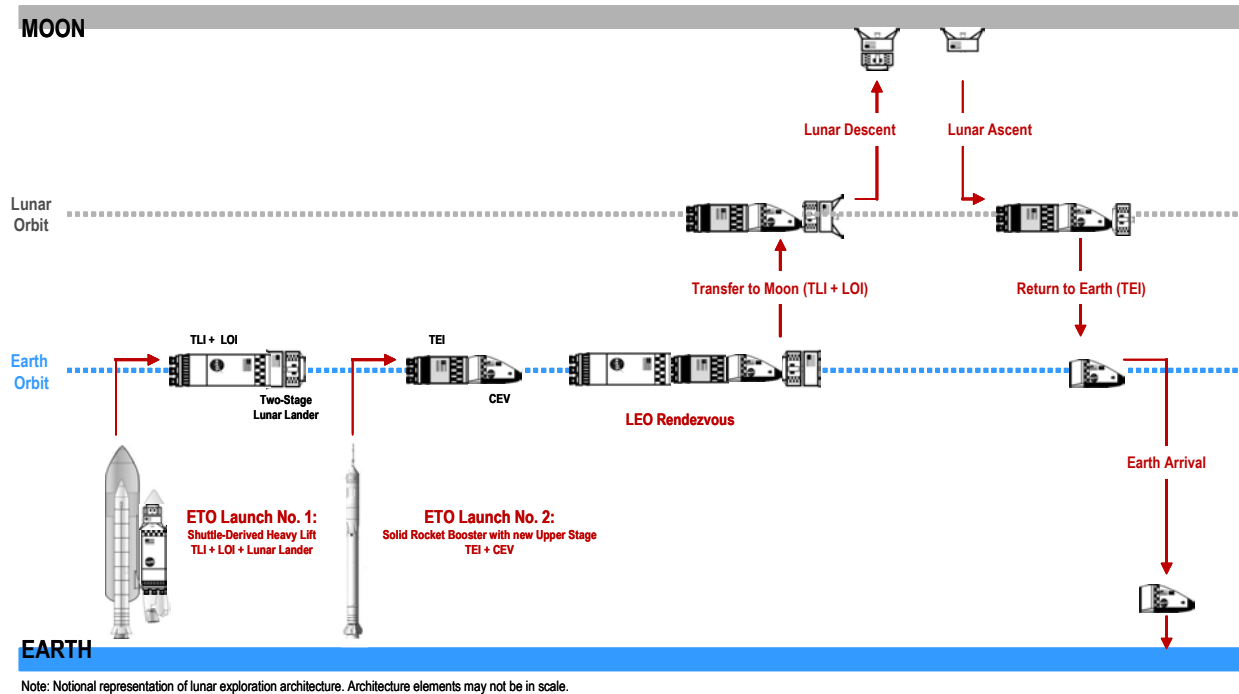 MOON
Lunar Descent
Lunar Ascent
Lunar
Orbit
Transfer to Moon (TLI + LOI)
Return to Earth (TEI)
TLI + LOI
TEI
Earth
Orbit
Two-Stage
Lunar Lander
CEV
LEO Rendezvous
Earth Arrival
ETO Launch No. 1:
Shuttle-Derived Heavy Lift
TLI + LOI + Lunar Lander
ETO Launch No. 2:
Solid Rocket Booster with new Upper Stage
TEI + CEV
EARTH
Note: Notional representation of lunar exploration architecture. Architecture elements may not be in scale.